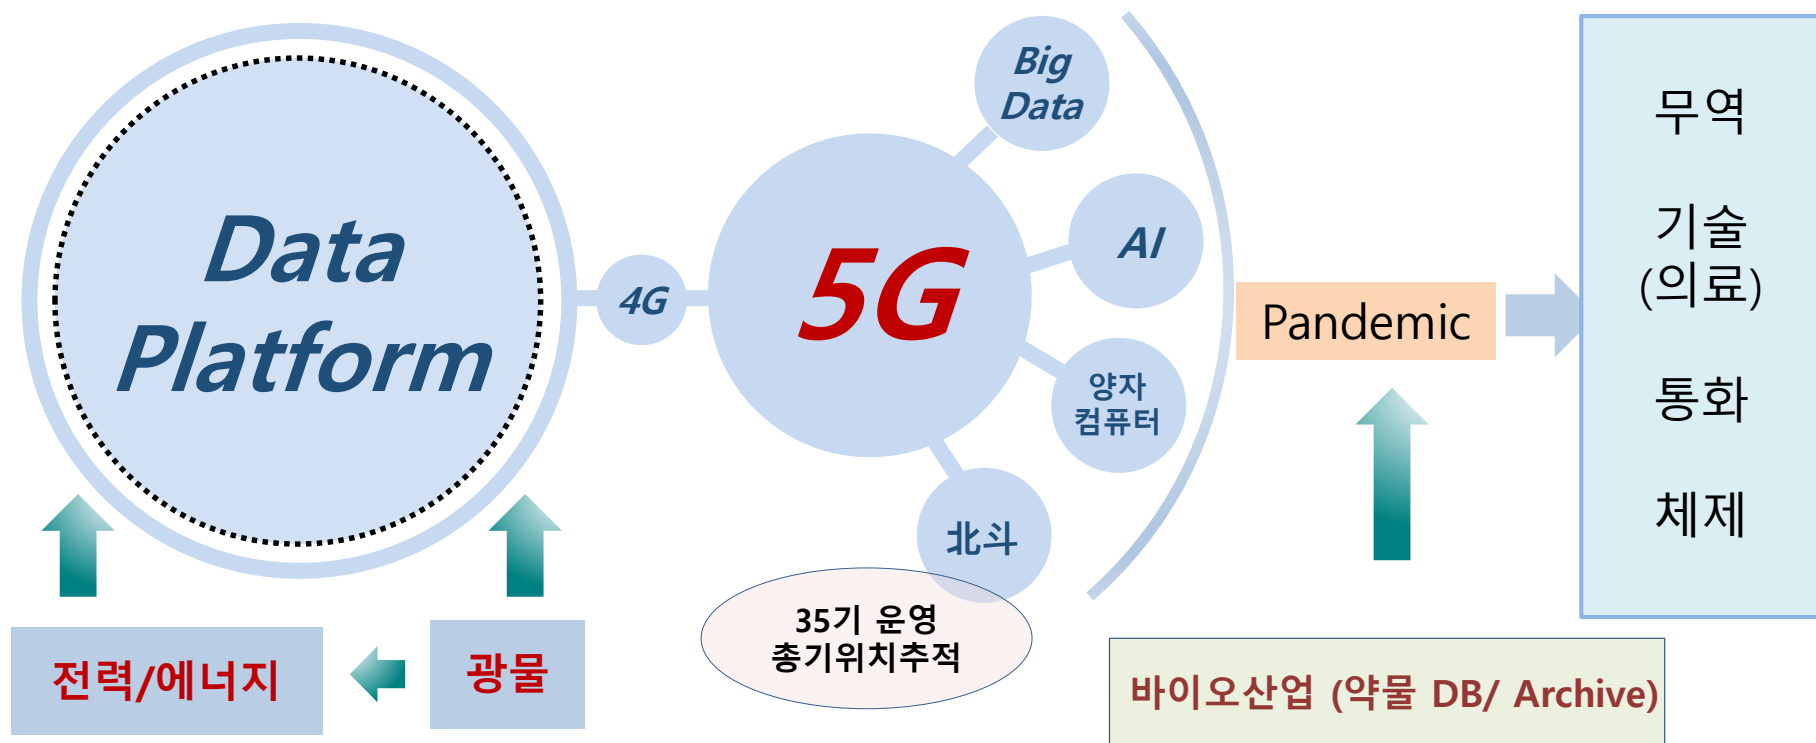 Data
Platform
4G
5G
Big
Data
AI
양자
컴퓨터
北斗
35기 운영
총기위치추적
전력/에너지
광물
Pandemic
바이오산업 (약물 DB/ Archive)
무역
기술
(의료)
통화
체제